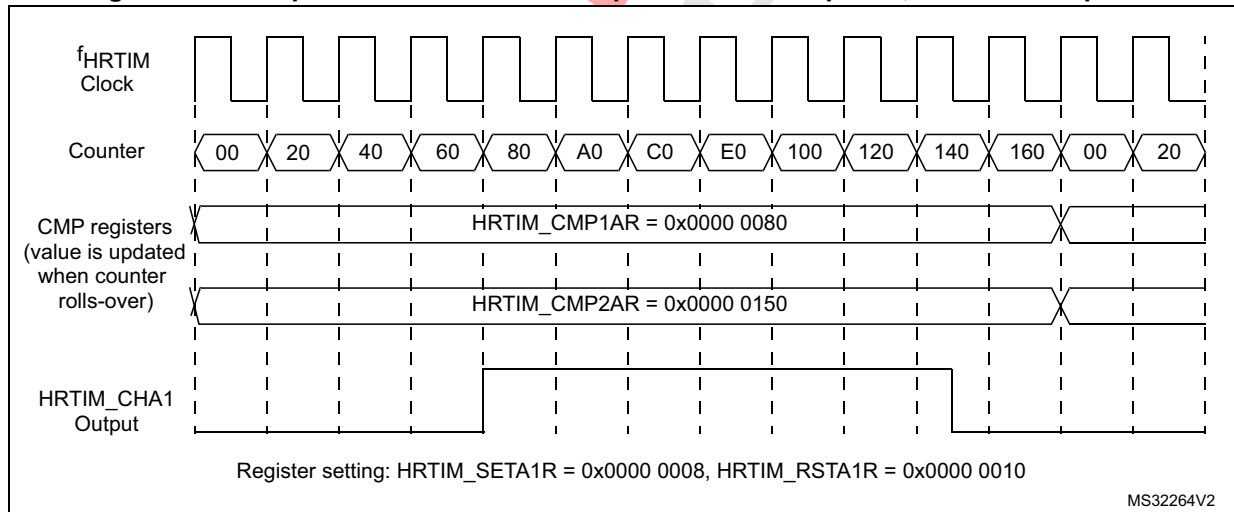 fHRTIM
Clock
Counter
00 20 40 60 80 A0 C0 E0 100 120 140 160 00 20
CMP registers
(value is updated
when counter
rolls-over)
HRTIM_CMP1AR = 0x0000 0080
HRTIM_CMP2AR = 0x0000 0150
HRTIM_CHA1
Output
Register setting: HRTIM_SETA1R = 0x0000 0008, HRTIM_RSTA1R = 0x0000 0010
MS32264V2